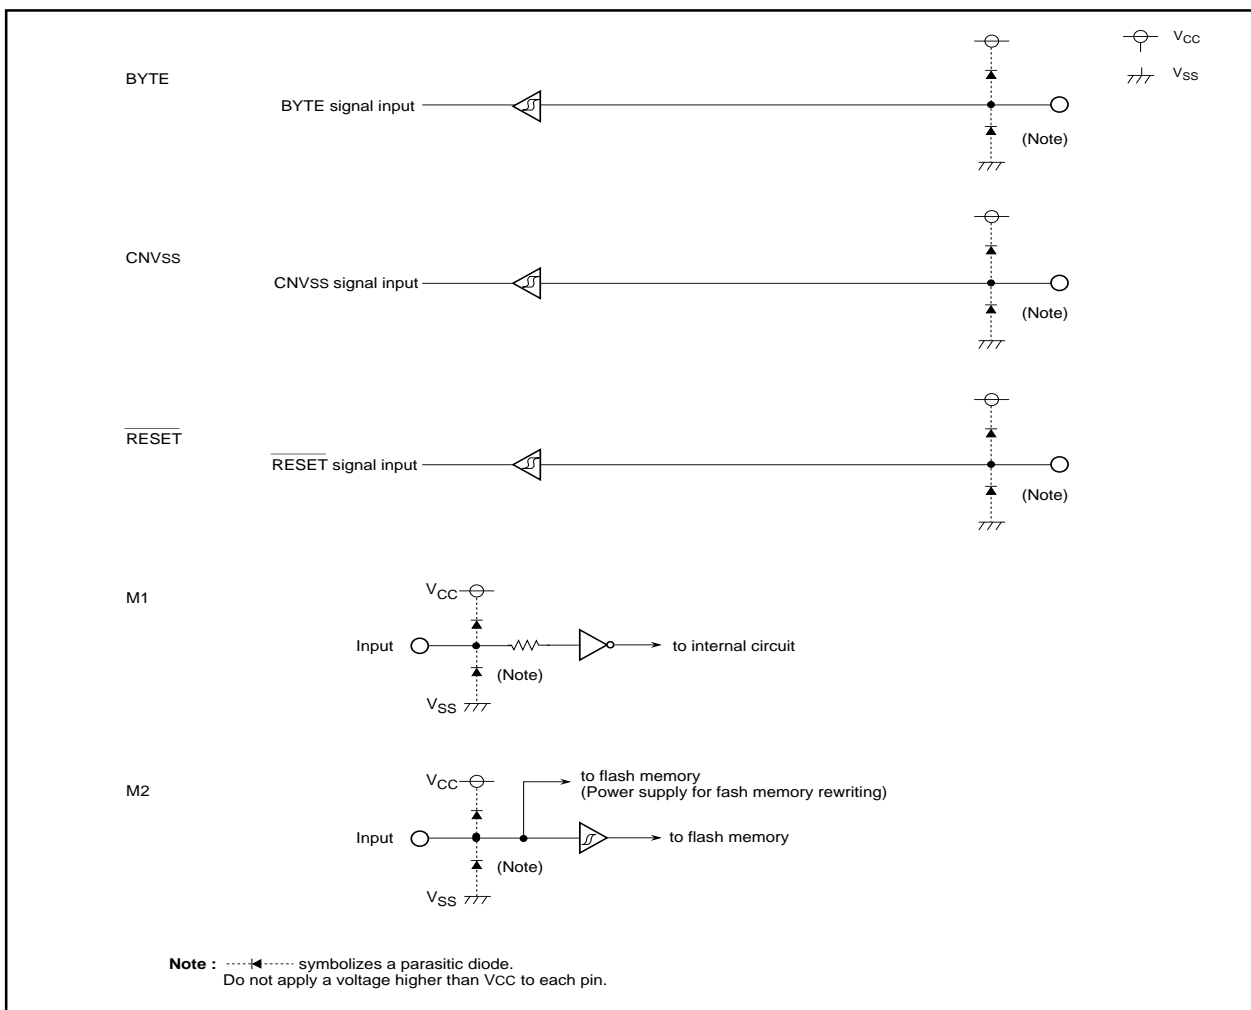 VCC
VSS
BYTE
BYTE signal input
(Note)
CNVSS
CNVSS signal input
(Note)
RESET
RESET signal input
(Note)
M1
VCC
Input
to internal circuit
(Note)
VSS
M2
VCC
to flash memory
(Power supply for fash memory rewriting)
Input
to flash memory
(Note)
VSS
Note : symbolizes a parasitic diode.
Do not apply a voltage higher than VCC to each pin.